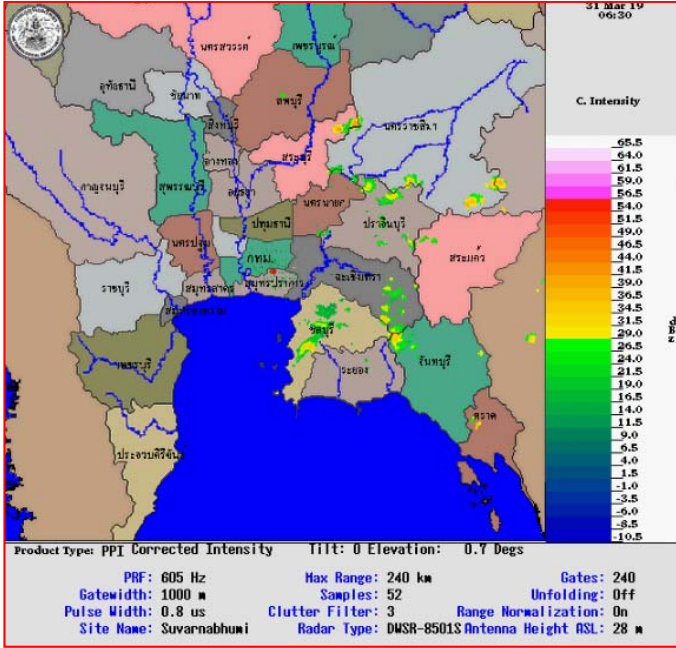 31 Mar 19
06:30
C. Intensity
นครสวรรค์
เพชรบูรณ์
อุทัยธานี
ชัยนาท
ลพบุรี
สิงหบุรี
นครราชสีมา
อ่างทอง
สระบุรี
กาญจนบุรี
สุพรรณบุรี
อยุธยา
นครนายก
ปราจีนบุรี
ปทุมธานี
นครปฐม
สระแก้ว
กทม.
ราชบุรี
สมุทรสาคร
สมุทรปราการ
ฉะเชิงเทรา
ชลบุรี
เพชรบุรี
ระยอง
จันทบุรี
ตราด
ประจวบคีรีขันธ์
65.5
64.0
61.5
59.0
56.5
54.0
51.5
49.0
46.5
44.0
41.5
39.0
36.5
34.0
31.5
29.0
26.5
24.0
21.5
19.0
16.5
14.0
11.5
9.0
6.5
4.0
1.5
-1.0
-3.5
-6.0
-8.5
-10.5
Product Type: PPI Corrected Intensity Tilt: 0 Elevation: 0.7 Degs
PRF: 605 Hz Max Range: 240 km Gates: 240
Gatewidth: 1000 m Samples: 52 Unfolding: Off
Pulse Width: 0.8 us Clutter Filter: 3 Range Normalization: On
Site Name: Suvarnabhumi Radar Type: DWSR-8501S Antenna Height ASL: 28 m